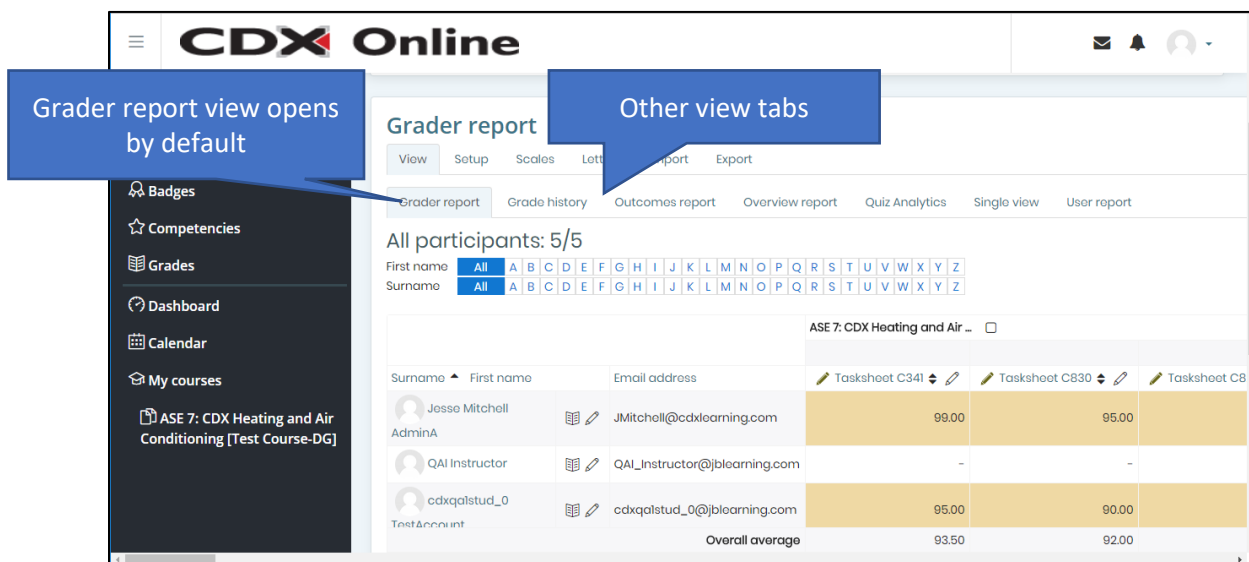 CDX Online
Grader report view opens
by default
Other view tabs
Grader report
View Setup Scales Export
Badges
Grader report Grade history Outcomes report Overview report Quiz Analytics Single view User report
Competencies
All participants: 5/5
Grades
First name All A B C D E F G H I J K L M N O P Q R S T U V W X Y Z
Surname All A B C D E F G H I J K L M N O P Q R S T U V W X Y Z
Dashboard
ASE 7: CDX Heating and Air ...
Calendar
My courses
Surname First name Email address Tasksheet C341 Tasksheet C830 Tasksheet C8
ASE 7: CDX Heating and Air
Conditioning [Test Course-DG]
Jesse Mitchell
AdminA
JMitchell@cdxlearning.com 99.00 95.00
QAI Instructor QAI_Instructor@jblearning.com - -
cdxqa1stud_0
TestAccount
cdxqa1stud_0@jblearning.com 95.00 90.00
Overall average 93.50 92.00